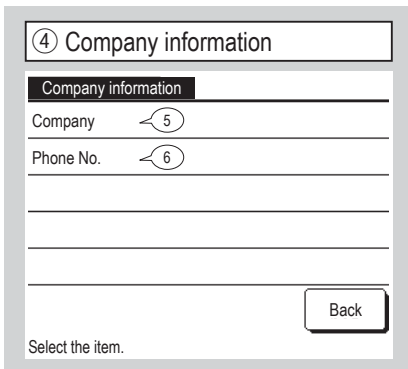 ④ Company information
Company information
Company ⑤
Phone No. ⑥
Back
Select the item.